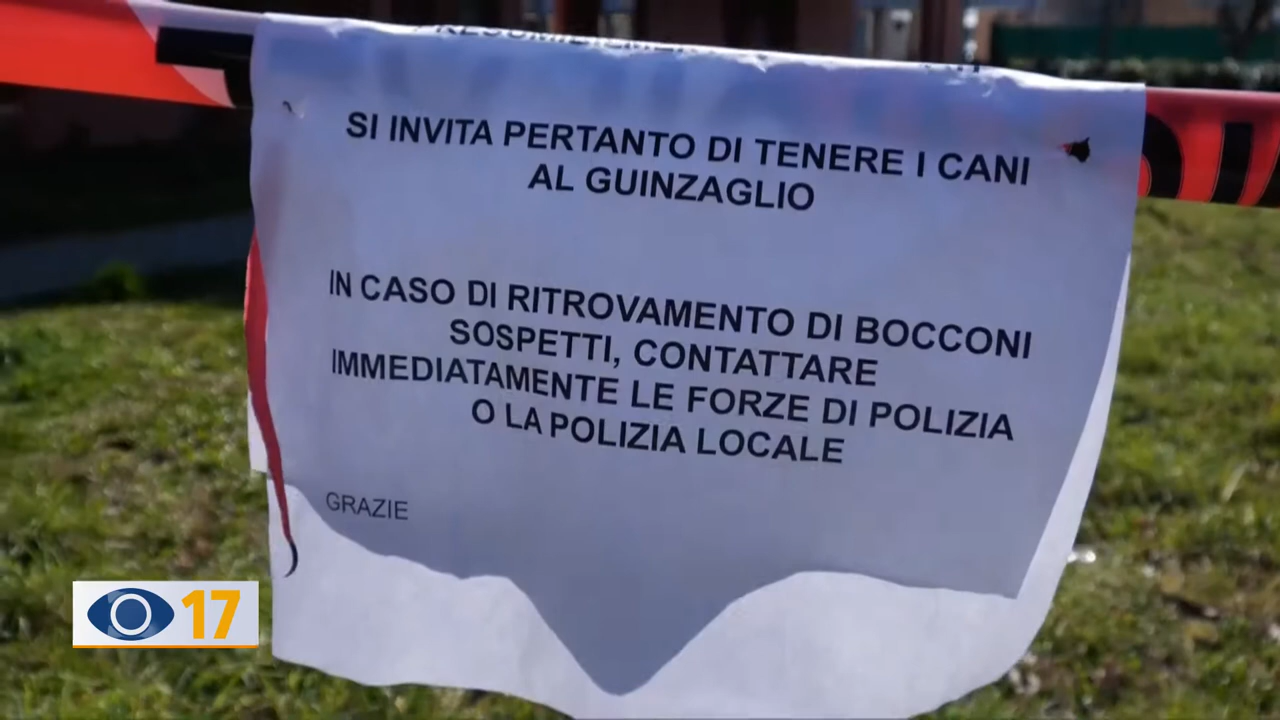 SI INVITA PERTANTO DI TENERE I CANI
AL GUINZAGLIO
IN CASO DI RITROVAMENTO DI BOCCONI
SOSPETTI, CONTATTARE
IMMEDIATAMENTE LE FORZE DI POLIZIA
O LA POLIZIA LOCALE
GRAZIE
17